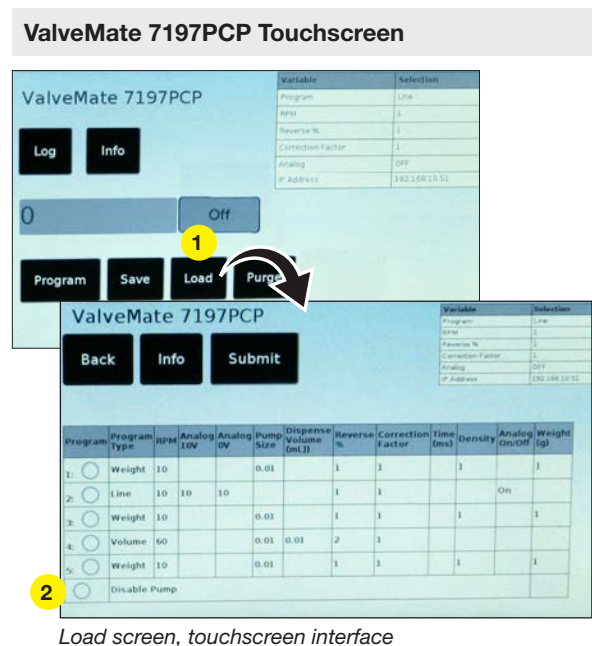 ValveMate 7197PCP Touchscreen
ValveMate 7197PCP
Variable Selection
Program Line
RPM 1
Reverse % 1
Correction Factor 1
Analog OFF
IP Address 192.168.10.51
Log Info
0 Off
1
Program Save Load Purge
ValveMate 7197PCP
Variable Selection
Program Line
RPM 1
Reverse % 1
Correction Factor 1
Analog OFF
IP Address 192.168.10.51
Back Info Submit
Program Program Type RPM Analog 10V Analog 0V Pump Size Dispense Volume (mL)) Reverse % Correction Factor Time (ms) Density Analog On/Off Weight (g)
1: Weight 10 0.01 1 1 1 1
2: Line 10 10 10 1 1 On
3: Weight 10 0.01 1 1 1 1
4: Volume 60 0.01 0.01 2 1
5: Weight 10 0.01 1 1 1 1
2 Disable Pump
Load screen, touchscreen interface